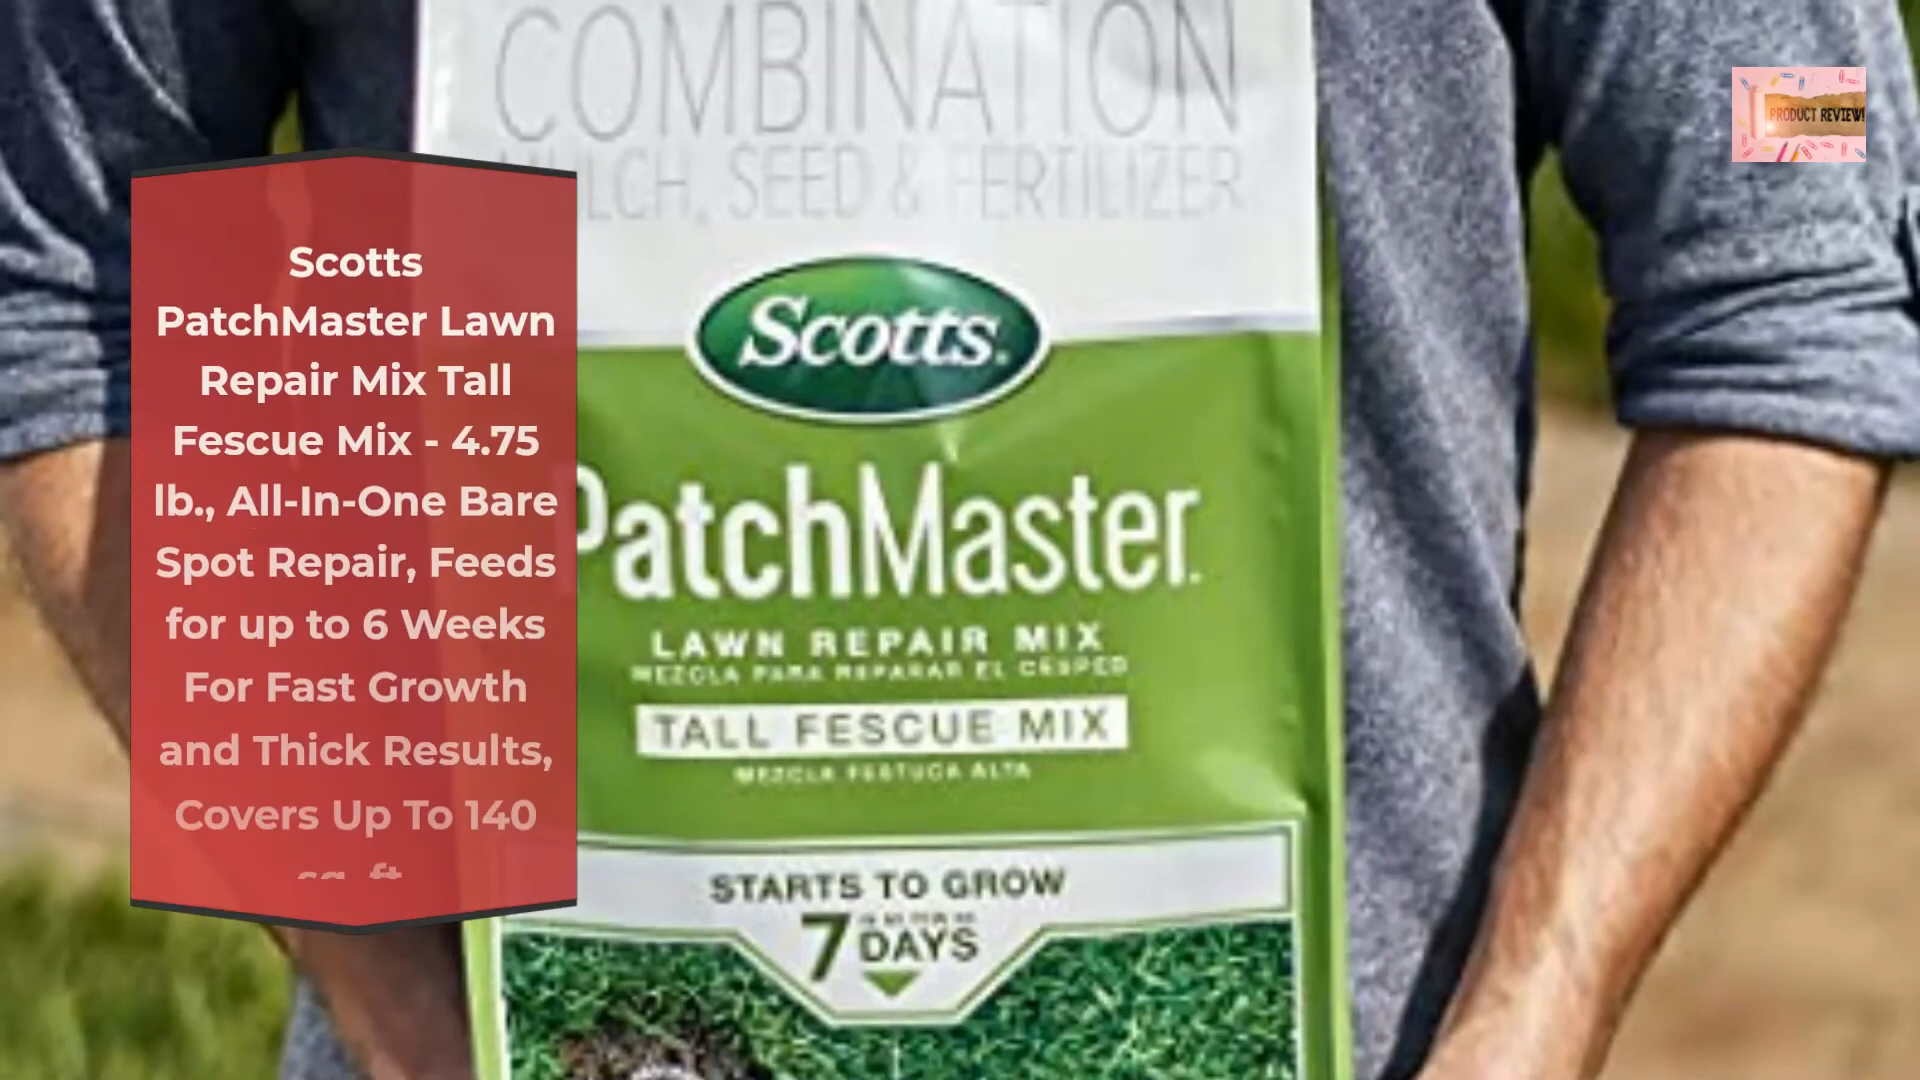 COMBINATION
LCH, SEED & FERTILIZER
Scotts
PatchMaster
LAWN REPAIR MIX
MEZCLA PARA REPARAR EL CÉSPED
TALL FESCUE MIX
MEZCLA FESTUCA ALTA
STARTS TO GROW
7 DAYS
Scotts
PatchMaster Lawn
Repair Mix Tall
Fescue Mix - 4.75
lb., All-In-One Bare
Spot Repair, Feeds
for up to 6 Weeks
For Fast Growth
and Thick Results,
Covers Up To 140
sq. ft
PRODUCT REVIEW!